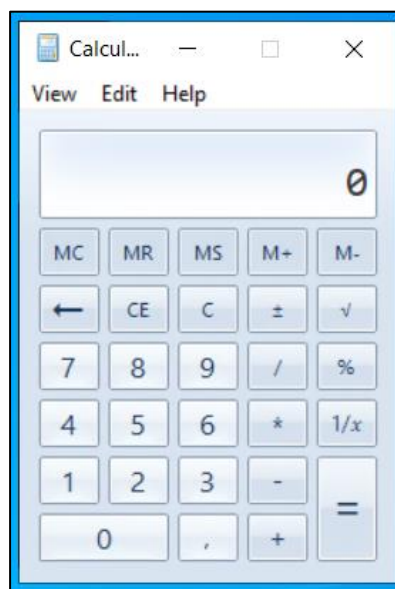 Calcul...
View Edit Help
0
MC MR MS M+ M-
← CE C ± √
7 8 9 / %
4 5 6 * 1/x
1 2 3 - =
0 , +